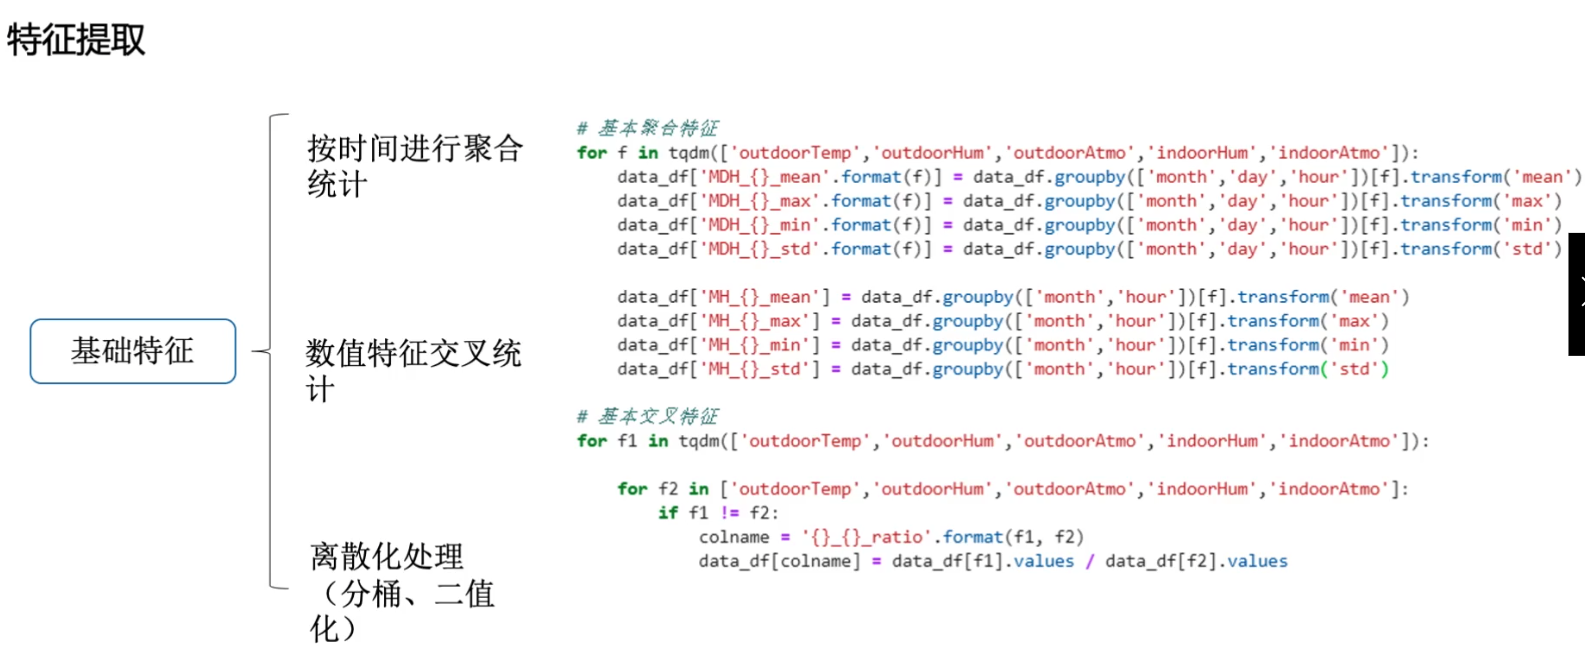 特征提取
基础特征
按时间进行聚合
统计
数值特征交叉统
计
离散化处理
（分桶、二值
化）
# 基本聚合特征
for f in tqdm(['outdoorTemp','outdoorHum','outdoorAtmo','indoorHum','indoorAtmo']):
    data_df['MDH_{}_mean'.format(f)] = data_df.groupby(['month','day','hour'])[f].transform('mean')
    data_df['MDH_{}_max'.format(f)] = data_df.groupby(['month','day','hour'])[f].transform('max')
    data_df['MDH_{}_min'.format(f)] = data_df.groupby(['month','day','hour'])[f].transform('min')
    data_df['MDH_{}_std'.format(f)] = data_df.groupby(['month','day','hour'])[f].transform('std')
    data_df['MH_{}_mean'] = data_df.groupby(['month','hour'])[f].transform('mean')
    data_df['MH_{}_max'] = data_df.groupby(['month','hour'])[f].transform('max')
    data_df['MH_{}_min'] = data_df.groupby(['month','hour'])[f].transform('min')
    data_df['MH_{}_std'] = data_df.groupby(['month','hour'])[f].transform('std')
# 基本交叉特征
for f1 in tqdm(['outdoorTemp','outdoorHum','outdoorAtmo','indoorHum','indoorAtmo']):
    for f2 in ['outdoorTemp','outdoorHum','outdoorAtmo','indoorHum','indoorAtmo']:
        if f1 != f2:
            colname = '{}_{}_ratio'.format(f1, f2)
            data_df[colname] = data_df[f1].values / data_df[f2].values